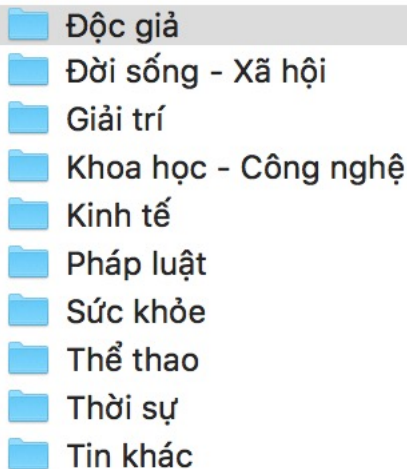 Độc giả
Đời sống - Xã hội
Giải trí
Khoa học - Công nghệ
Kinh tế
Pháp luật
Sức khỏe
Thể thao
Thời sự
Tin khác